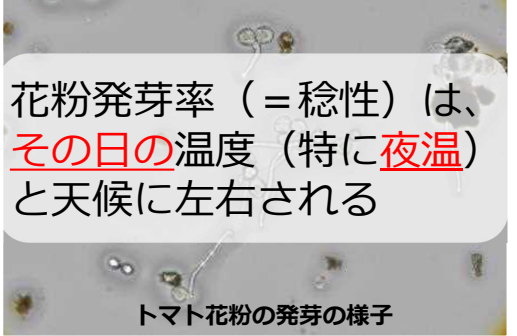 花粉発芽率（＝稔性）は、
その日の温度（特に夜温）
と天候に左右される
トマト花粉の発芽の様子